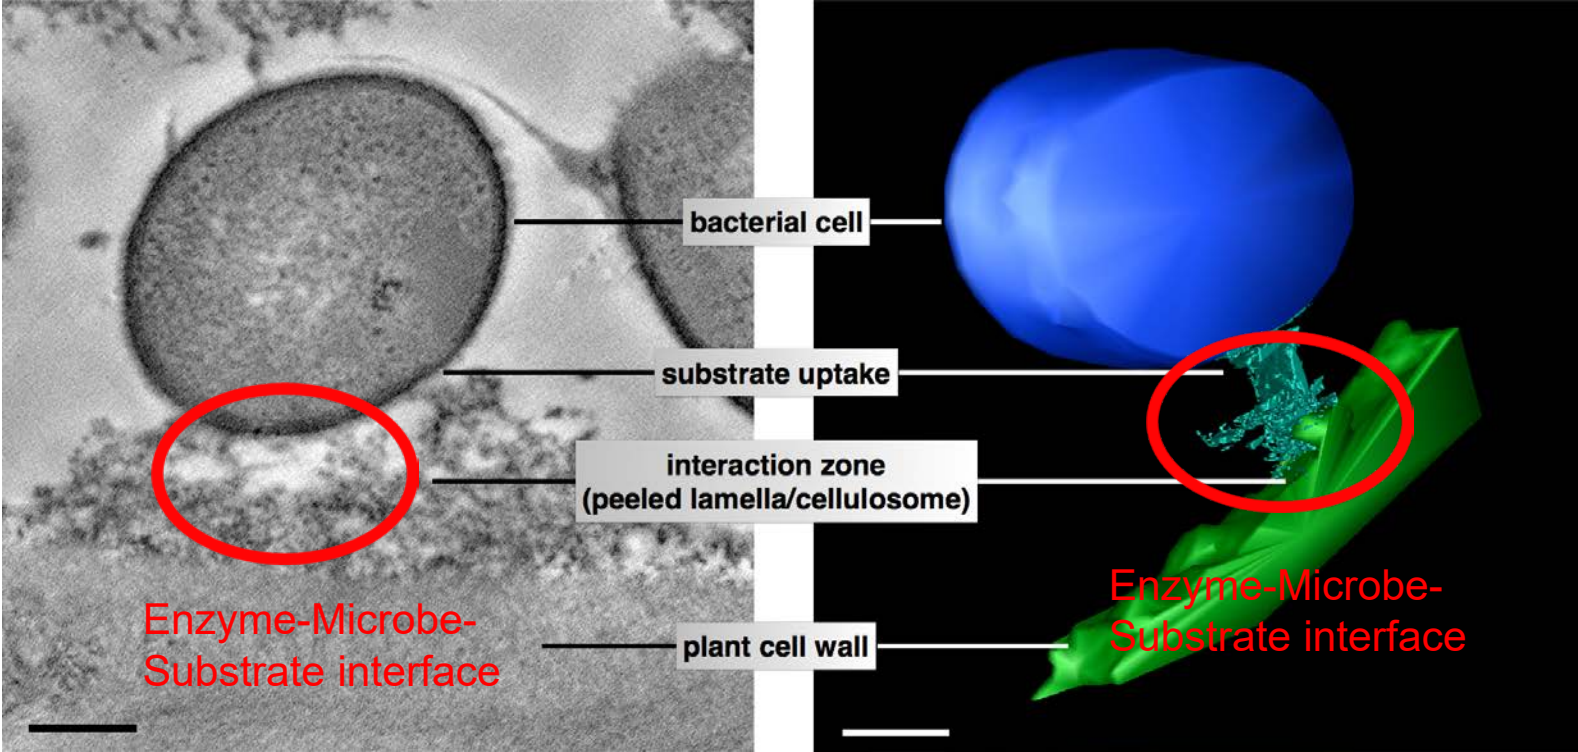 bacterial cell
substrate uptake
interaction zone
(peeled lamella/cellulosome)
Enzyme-Microbe-
Substrate interface
Enzyme-Microbe-
Substrate interface
plant cell wall